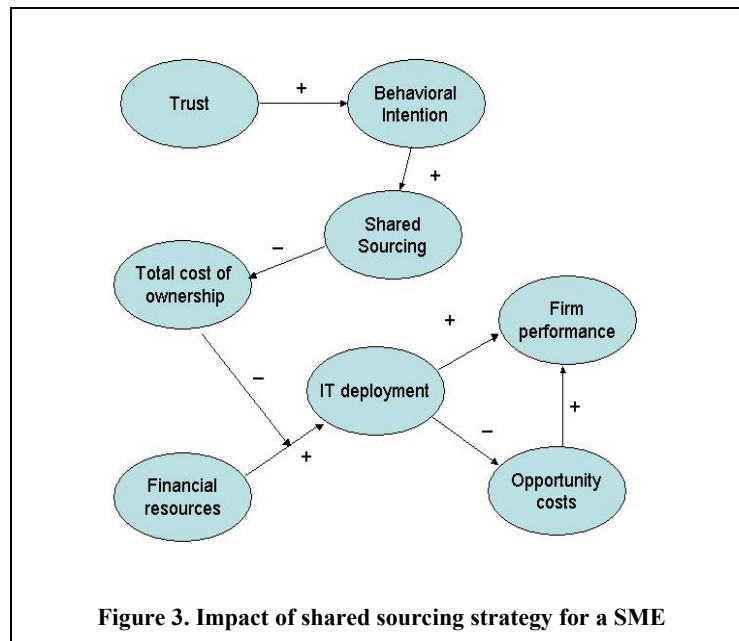 Trust
+
Behavioral
Intention
+
Shared
Sourcing
–
Total cost of
ownership
–
Financial
resources
+
IT deployment
+
Firm
performance
–
+
Opportunity
costs
Figure 3. Impact of shared sourcing strategy for a SME